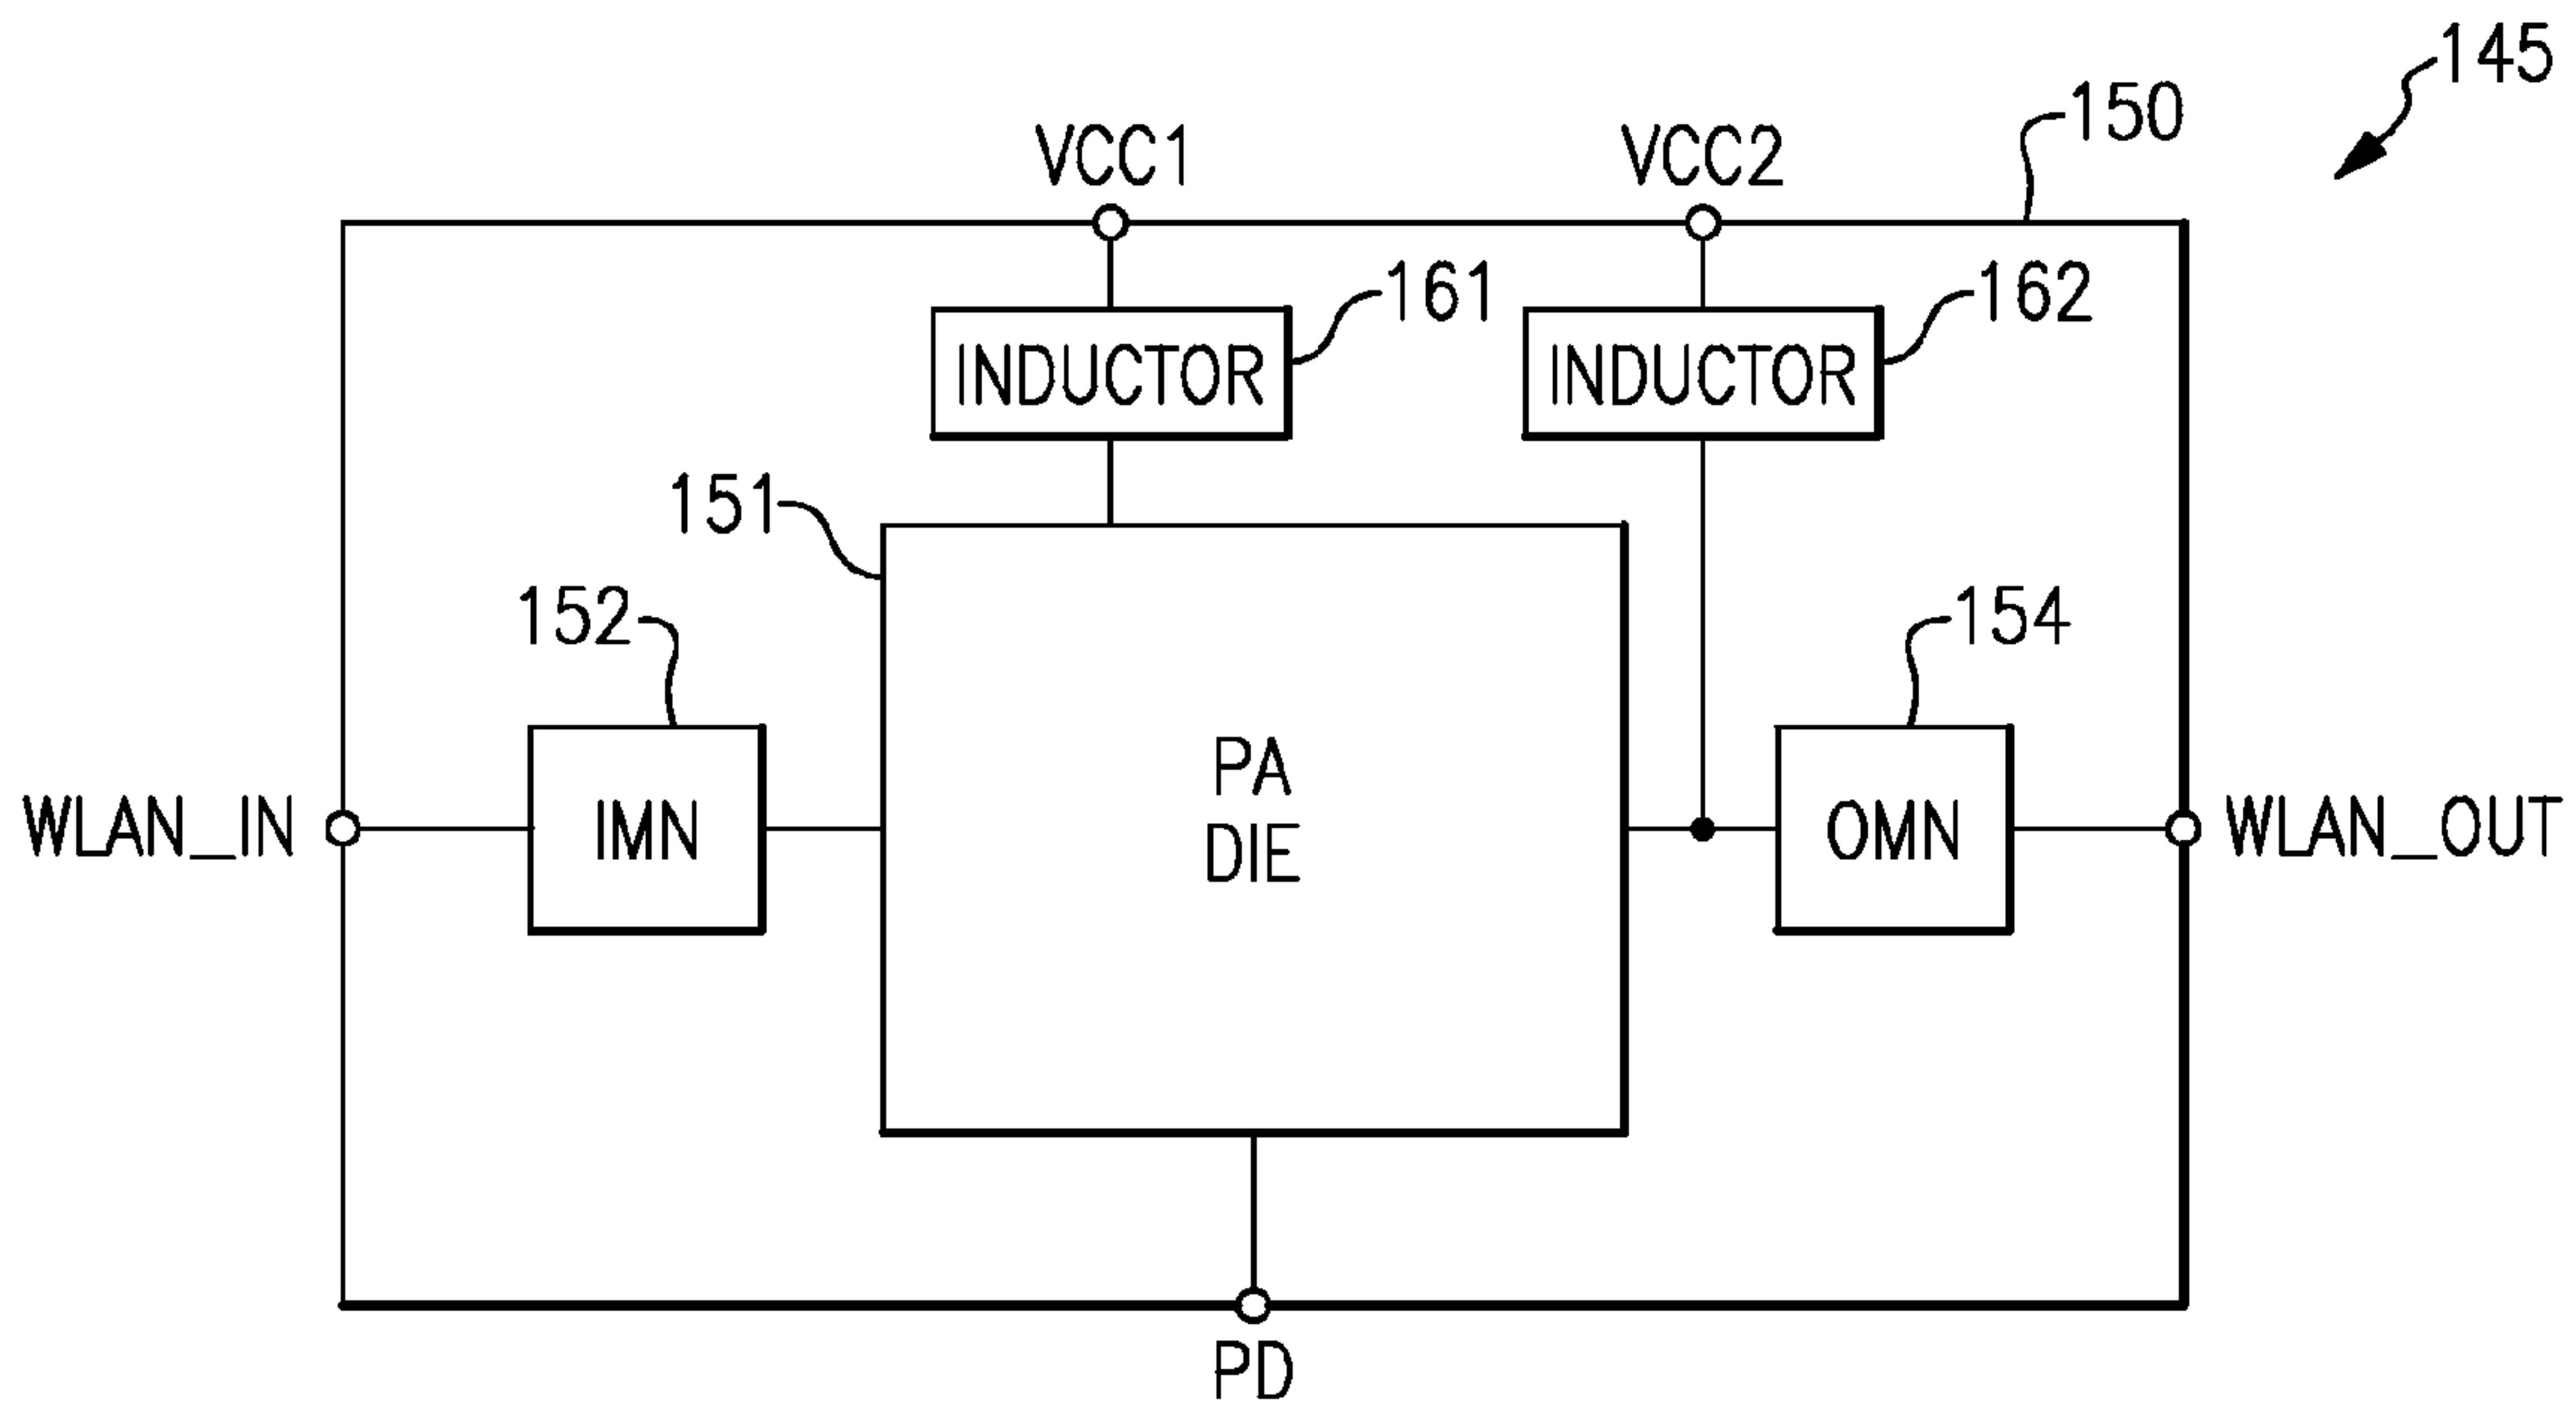 145
150
VCC1
VCC2
161
162
INDUCTOR
INDUCTOR
151
152
154
PA
DIE
WLAN_IN
IMN
OMN
WLAN_OUT
PD